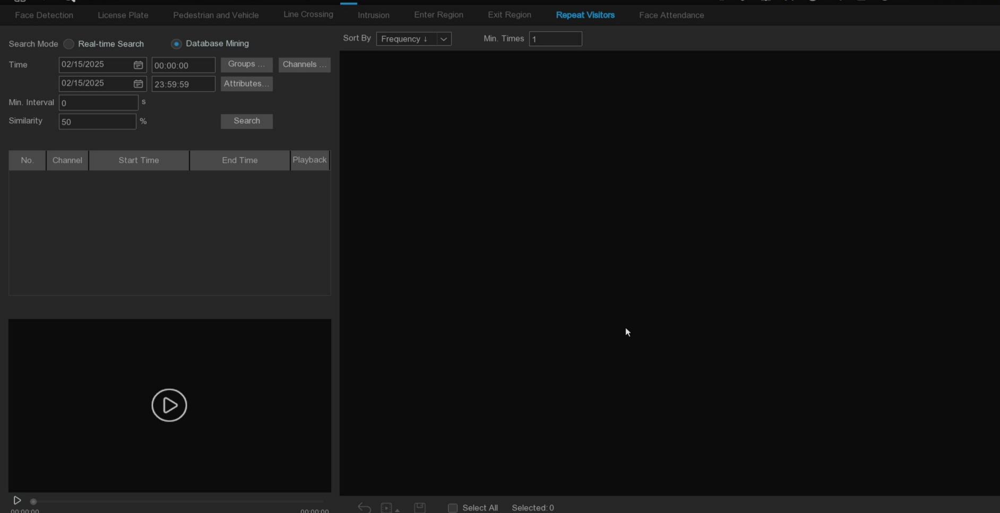 Face Detection License Plate Pedestrian and Vehicle Line Crossing Intrusion Enter Region Exit Region Repeat Visitors Face Attendance
Search Mode Real-time Search Database Mining
Sort By Frequency ↓ Min. Times 1
Time 02/15/2025 00:00:00 Groups ... Channels ...
02/15/2025 23:59:59 Attributes...
Min. Interval 0 s
Similarity 50 % Search
No. Channel Start Time End Time Playback
Select All Selected: 0
00:00:00 00:00:00